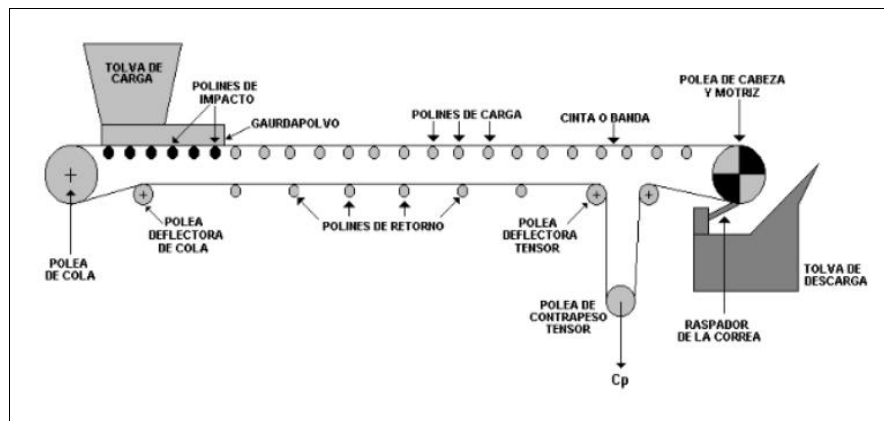 TOLVA DE
CARGA
POLINES DE
IMPACTO
GAURDAPOLVO
POLINES DE CARGA
CINTA O BANDA
POLEA DE CABEZA
Y MOTRIZ
POLEA
DE COLA
POLEA
DEFLECTORA
DE COLA
POLINES DE RETORNO
POLEA
DEFLECTORA
TENSOR
POLEA DE
CONTRAPESO
TENSOR
Cp
RASPADOR
DE LA CORREA
TOLVA DE
DESCARGA